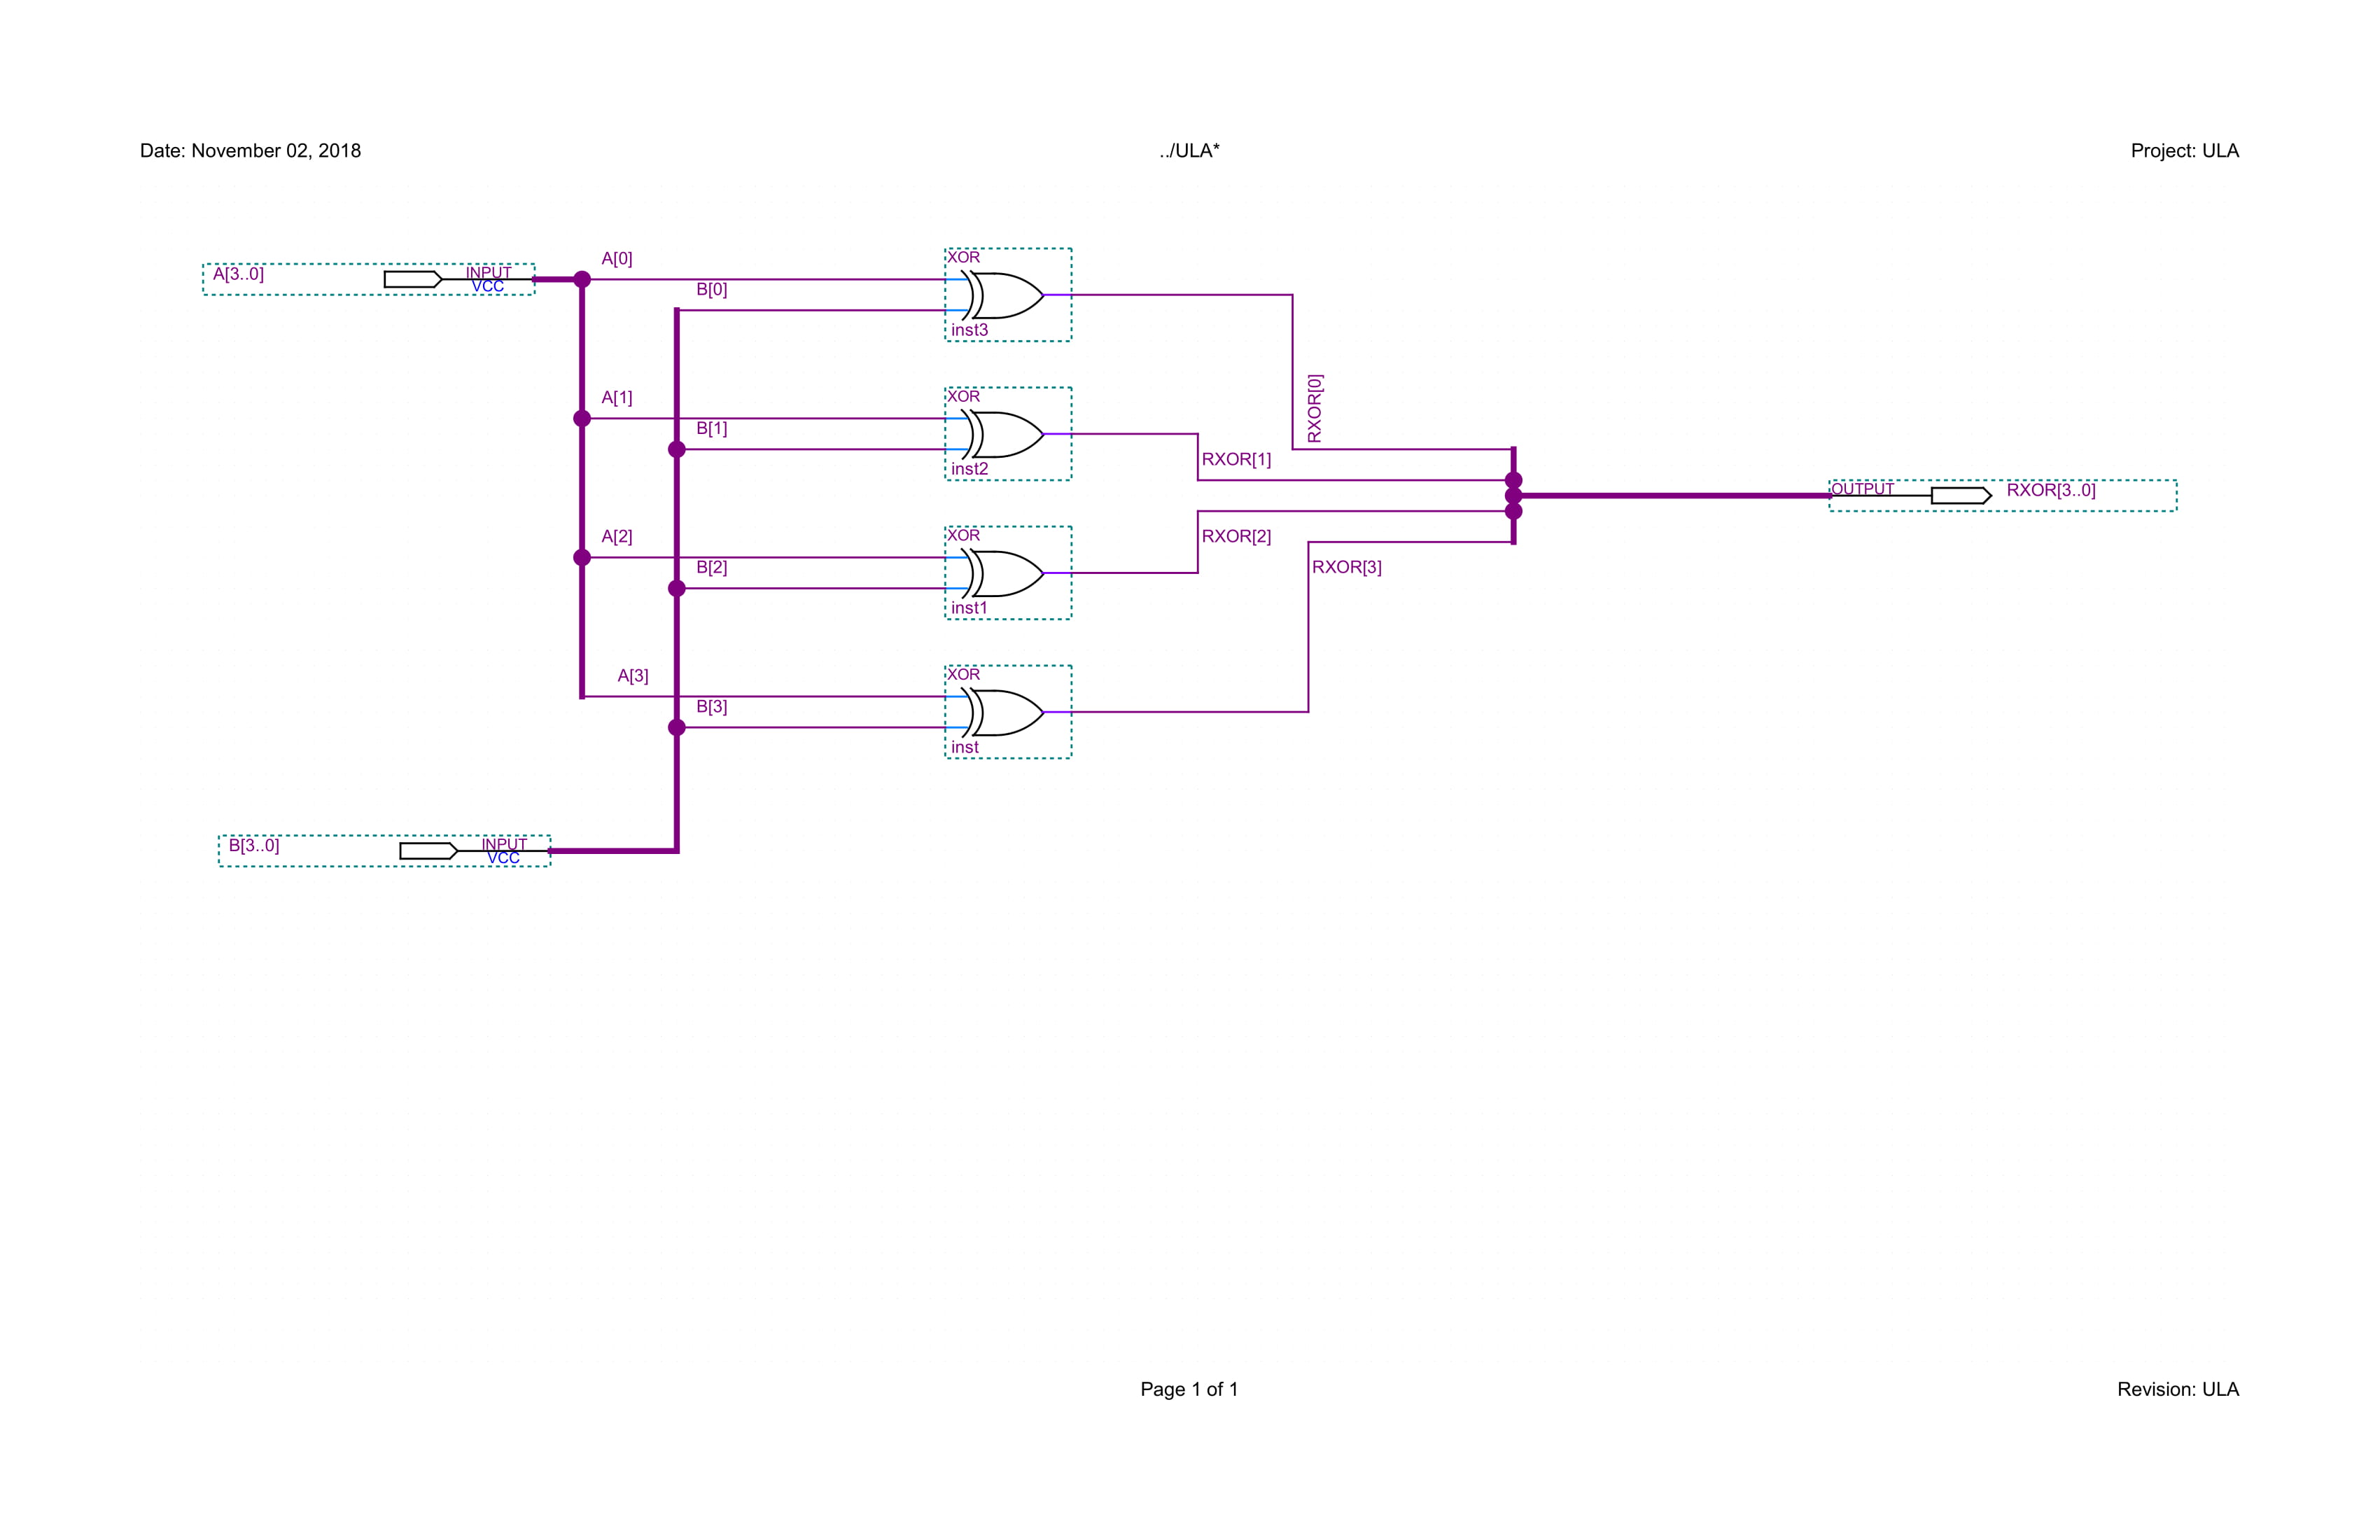 Date: November 02, 2018
../ULA*
Project: ULA
A[3..0]
INPUT
VCC
A[0]
B[0]
XOR
inst3
RXOR[0]
A[1]
B[1]
XOR
inst2
RXOR[1]
OUTPUT
RXOR[3..0]
A[2]
B[2]
XOR
inst1
RXOR[2]
RXOR[3]
A[3]
B[3]
XOR
inst
B[3..0]
INPUT
VCC
Page 1 of 1
Revision: ULA